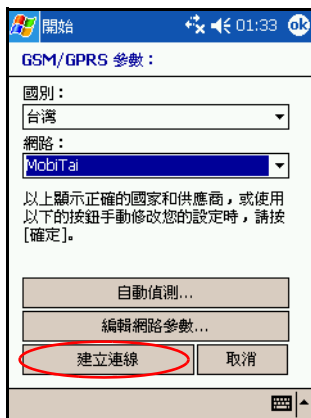 開始 01:33 ok
GSM/GPRS 參數：
國別：
台灣
網路：
MobiTai
以上顯示正確的國家和供應商，或使用
以下的按鈕手動修改您的設定時，請按
[確定]。
自動偵測...
編輯網路參數...
建立連線 取消